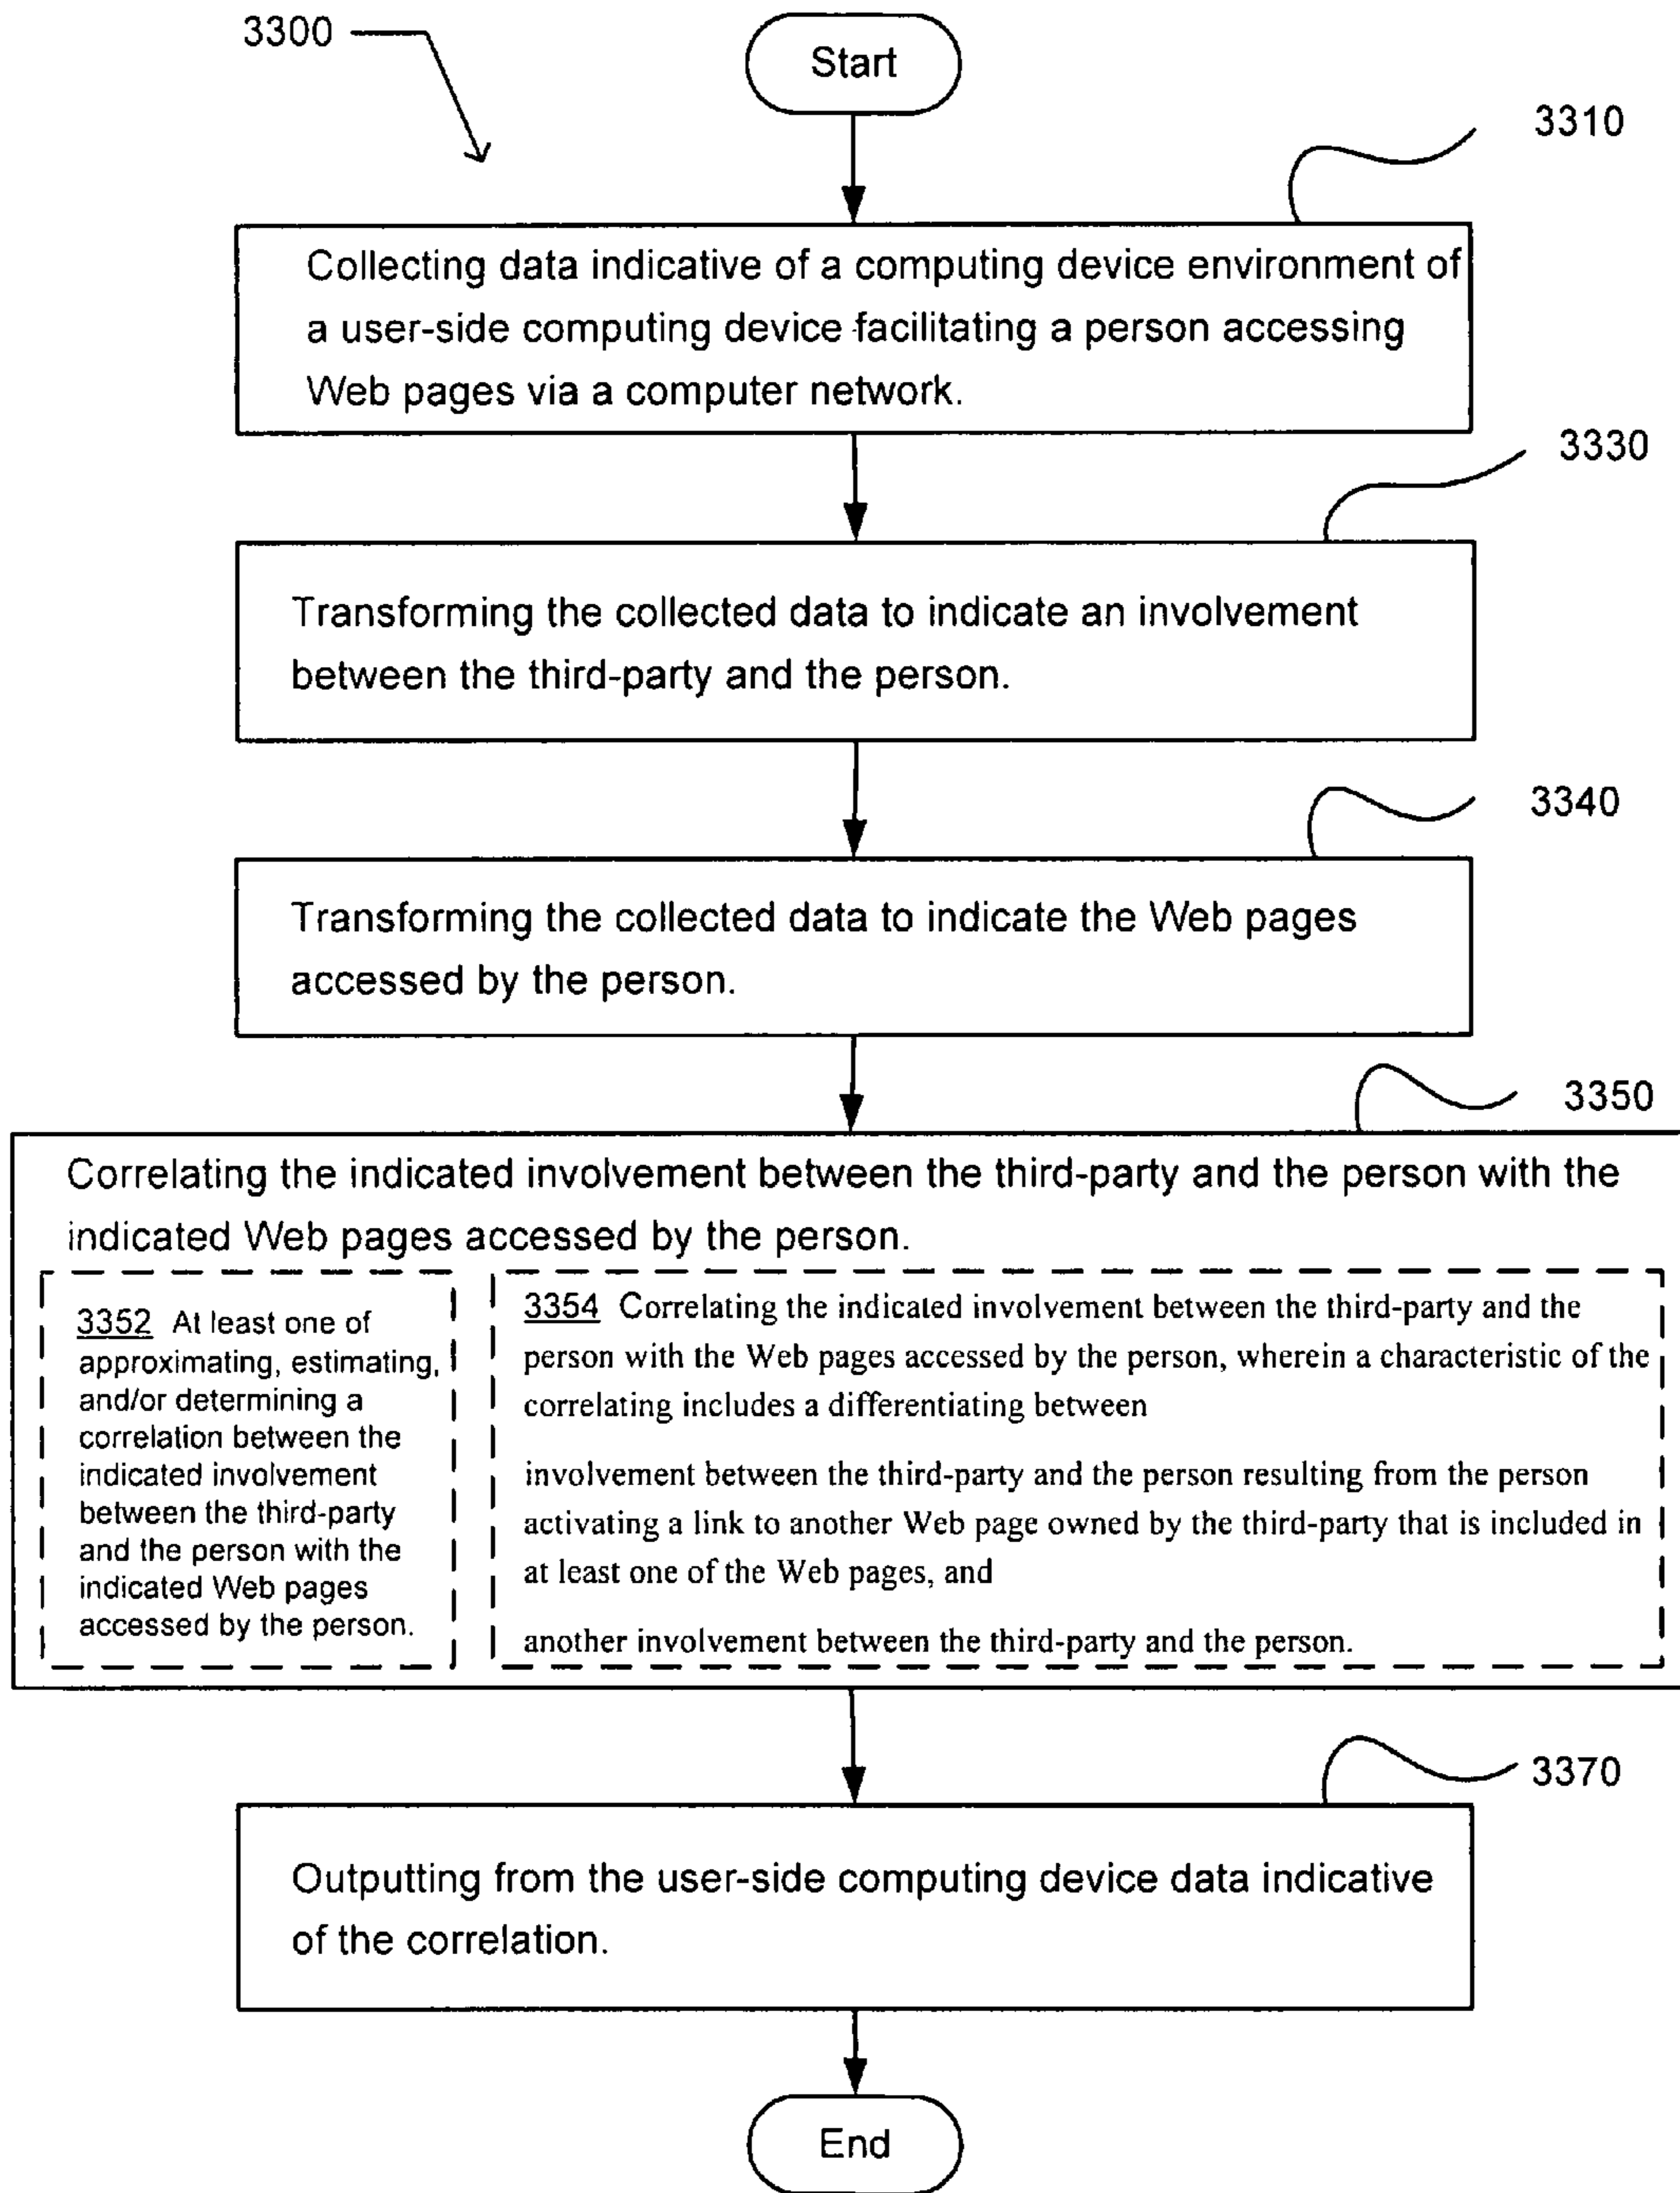 3300
Start
3310
Collecting data indicative of a computing device environment of
a user-side computing device facilitating a person accessing
Web pages via a computer network.
3330
Transforming the collected data to indicate an involvement
between the third-party and the person.
3340
Transforming the collected data to indicate the Web pages
accessed by the person.
3350
Correlating the indicated involvement between the third-party and the person with the
indicated Web pages accessed by the person.
3352 At least one of
approximating, estimating,
and/or determining a
correlation between the
indicated involvement
between the third-party
and the person with the
indicated Web pages
accessed by the person.
3354 Correlating the indicated involvement between the third-party and the
person with the Web pages accessed by the person, wherein a characteristic of the
correlating includes a differentiating between
involvement between the third-party and the person resulting from the person
activating a link to another Web page owned by the third-party that is included in
at least one of the Web pages, and
another involvement between the third-party and the person.
3370
Outputting from the user-side computing device data indicative
of the correlation.
End